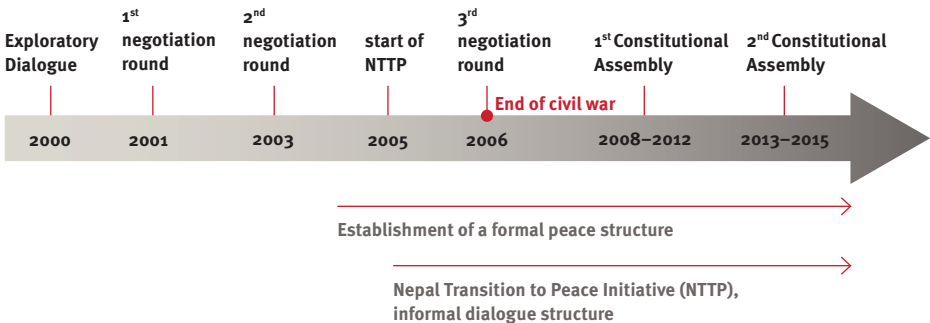 Exploratory
Dialogue
1st
negotiation
round
2nd
negotiation
round
start of
NTTP
3rd
negotiation
round
1st Constitutional
Assembly
2nd Constitutional
Assembly
End of civil war
2000
2001
2003
2005
2006
2008–2012
2013–2015
Establishment of a formal peace structure
Nepal Transition to Peace Initiative (NTTP),
informal dialogue structure